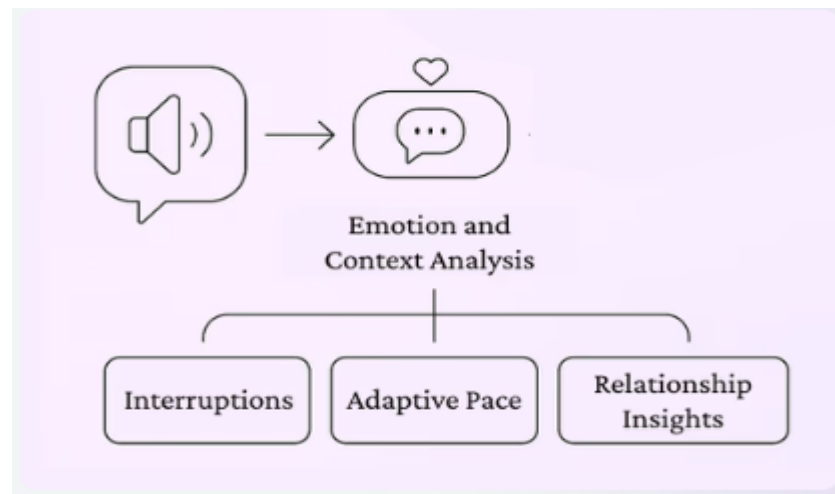 Emotion and
Context Analysis
Interruptions
Adaptive Pace
Relationship
Insights